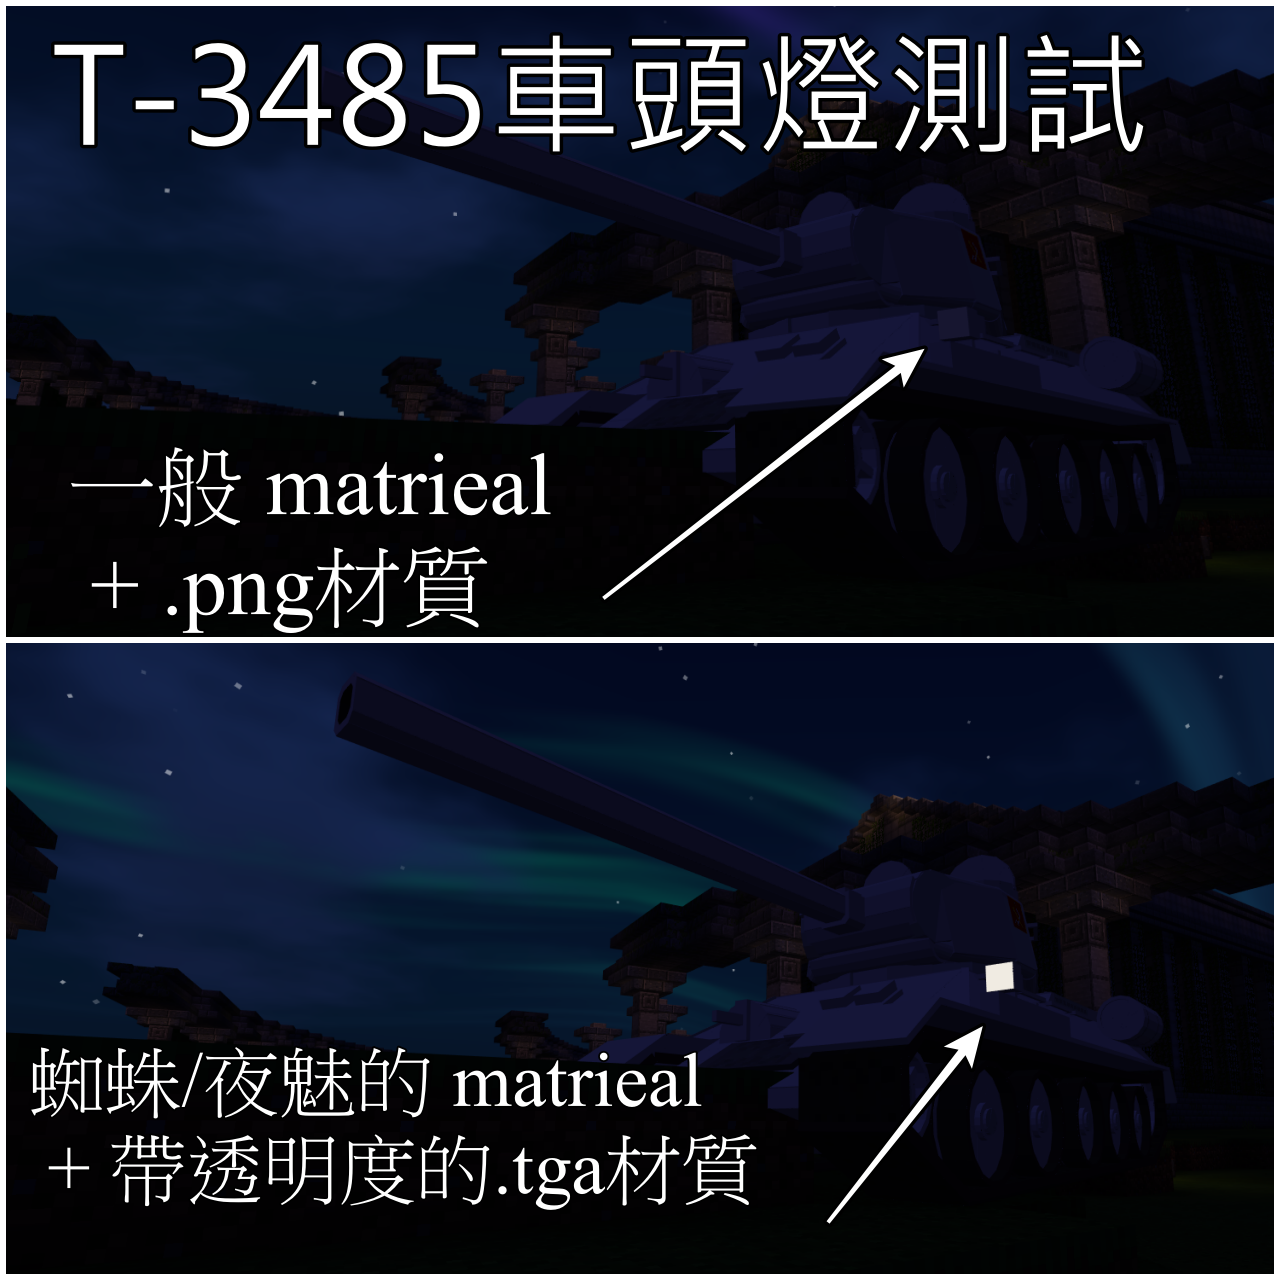 T-3485車頭燈測試
一般 matrieal
+ .png材質
蜘蛛/夜魅的 matrieal
+ 帶透明度的.tga材質